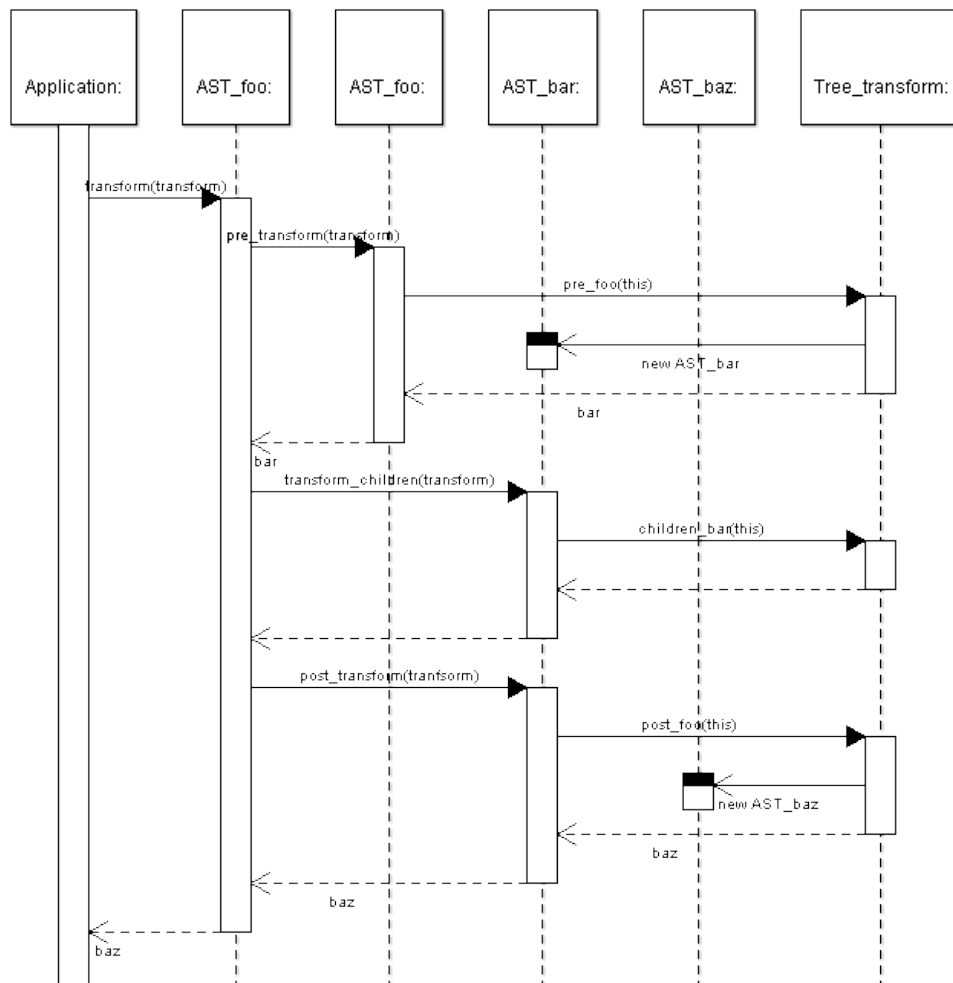 Application:
AST_foo:
AST_foo:
AST_bar:
AST_baz:
Tree_transform:
transform(transform)
pre_transform(transform)
pre_foo(this)
new AST_bar
bar
bar
transform_children(transform)
children_bar(this)
post_transform(tranfsorm)
post_foo(this)
new AST_baz
baz
baz
baz